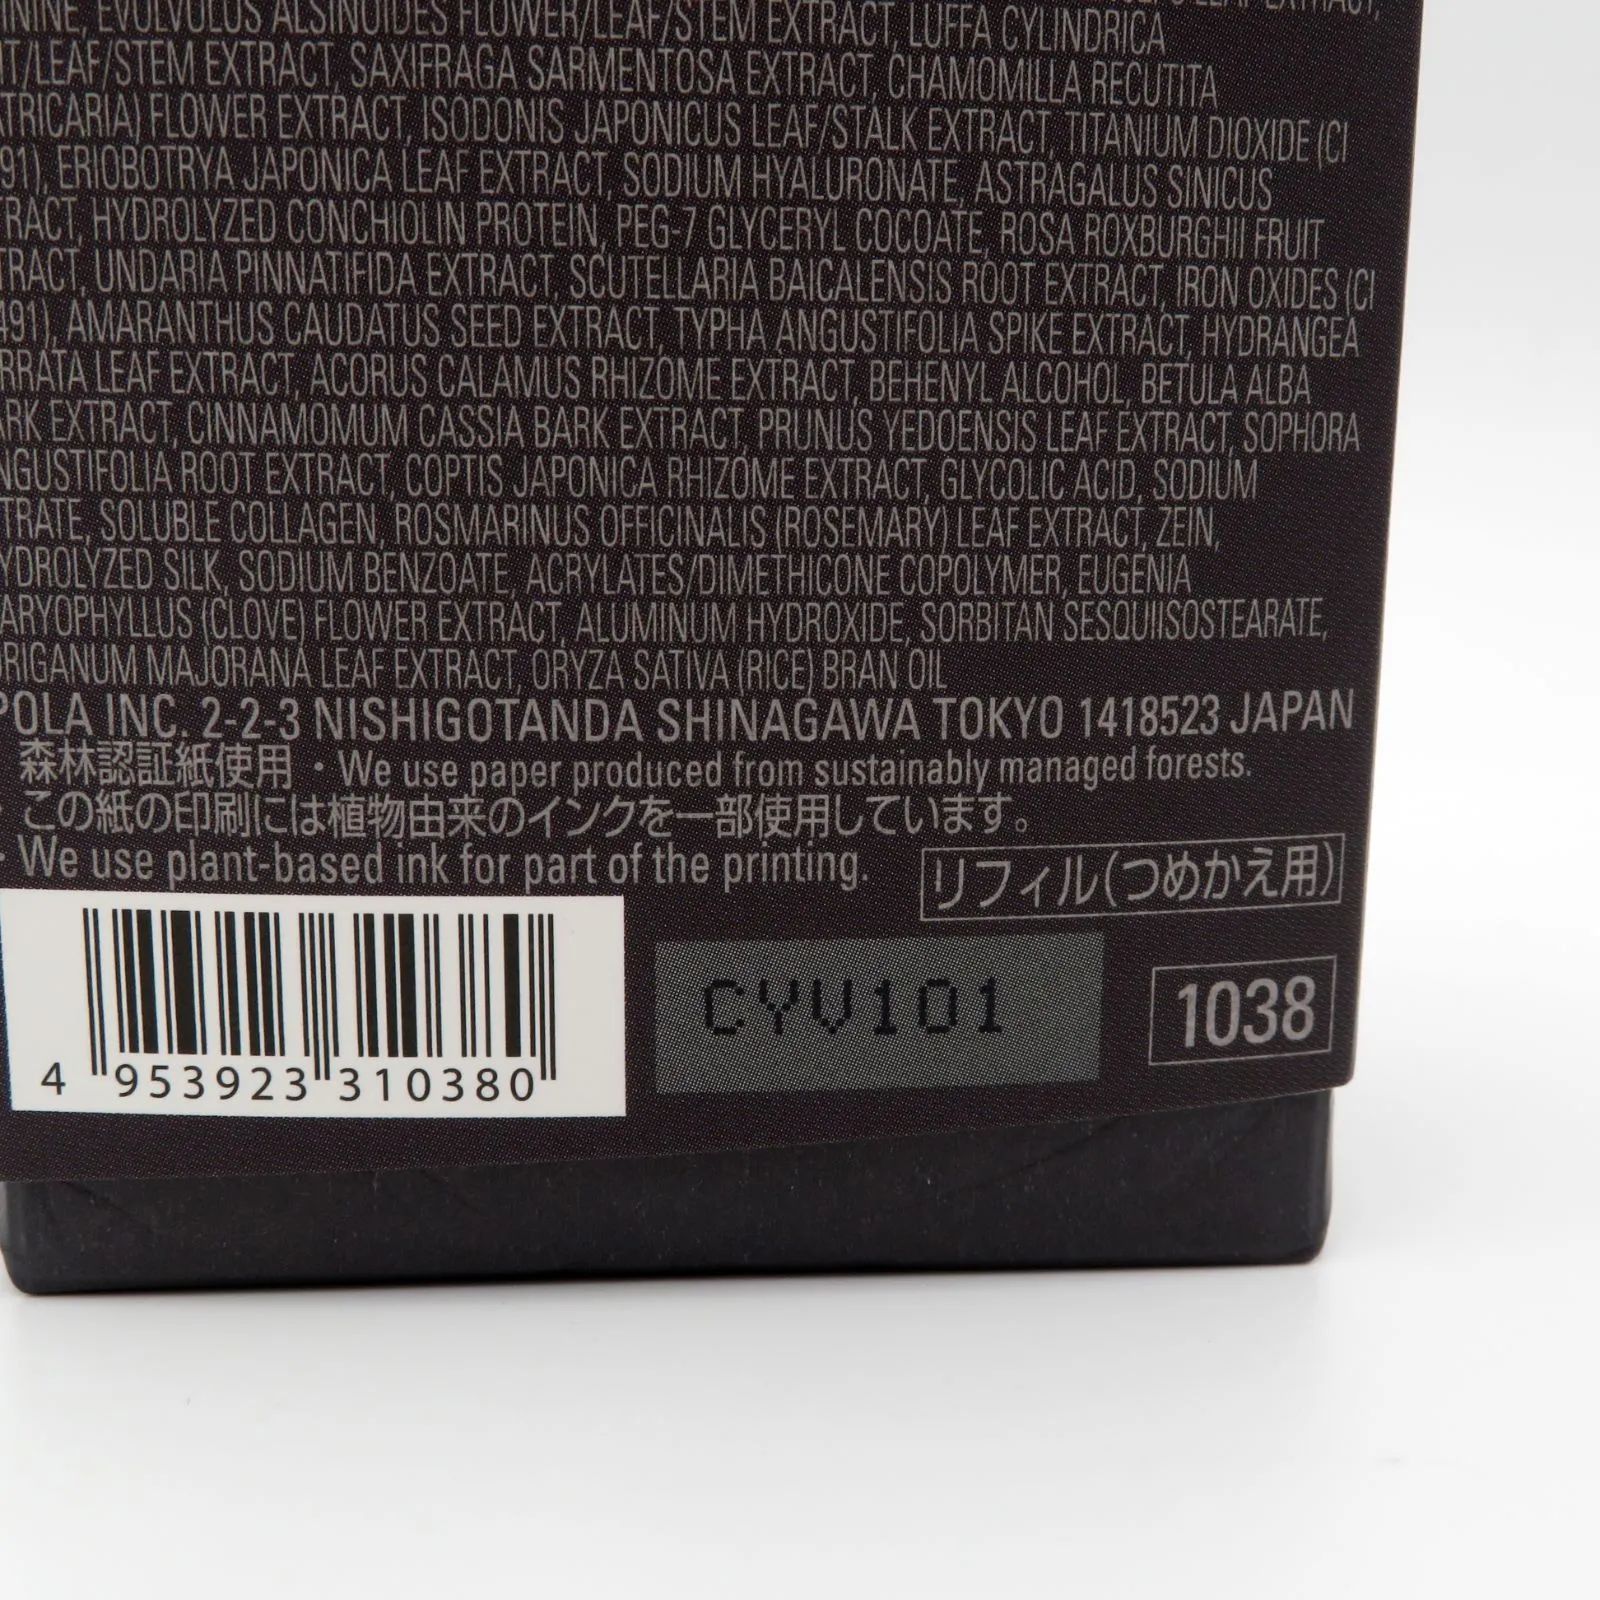 NINE, EVOLVOLUS ALSINOIDES FLOWER/LEAF/STEM EXTRACT, LUFFA CYLINDRICA
T/LEAF/STEM EXTRACT, SAXIFRAGA SARMENTOSA EXTRACT, CHAMOMILLA RECUTITA
TRICARIA) FLOWER EXTRACT, ISODONIS JAPONICUS LEAF/STALK EXTRACT, TITANIUM DIOXIDE (CI
91), ERIOBOTRYA JAPONICA LEAF EXTRACT, SODIUM HYALURONATE, ASTRAGALUS SINICUS
TRACT, HYDROLYZED CONCHIOLIN PROTEIN, PEG-7 GLYCERYL COCOATE, ROSA ROXBURGHII FRUIT
TRACT, UNDARIA PINNATIFIDA EXTRACT, SCUTELLARIA BAICALENSIS ROOT EXTRACT, IRON OXIDES (CI
491), AMARANTHUS CAUDATUS SEED EXTRACT, TYPHA ANGUSTIFOLIA SPIKE EXTRACT, HYDRANGEA
RRATA LEAF EXTRACT, ACORUS CALAMUS RHIZOME EXTRACT, BEHENYL ALCOHOL, BETULA ALBA
RK EXTRACT, CINNAMOMUM CASSIA BARK EXTRACT, PRUNUS YEDOENSIS LEAF EXTRACT, SOPHORA
NGUSTIFOLIA ROOT EXTRACT, COPTIS JAPONICA RHIZOME EXTRACT, GLYCOLIC ACID, SODIUM
TRATE, SOLUBLE COLLAGEN, ROSMARINUS OFFICINALIS (ROSEMARY) LEAF EXTRACT, ZEIN,
YDROLYZED SILK, SODIUM BENZOATE, ACRYLATES/DIMETHICONE COPOLYMER, EUGENIA
ARYOPHYLLUS (CLOVE) FLOWER EXTRACT, ALUMINUM HYDROXIDE, SORBITAN SESQUIISOSTEARATE,
RIGANUM MAJORANA LEAF EXTRACT, ORYZA SATIVA (RICE) BRAN OIL
POLA INC. 2-2-3 NISHIGOTANDA SHINAGAWA TOKYO 1418523 JAPAN
森林認証紙使用 ・We use paper produced from sustainably managed forests.
・この紙の印刷には植物由来のインクを一部使用しています。
・We use plant-based ink for part of the printing.
リフィル(つめかえ用)
CYV101
1038
4 953923 310380